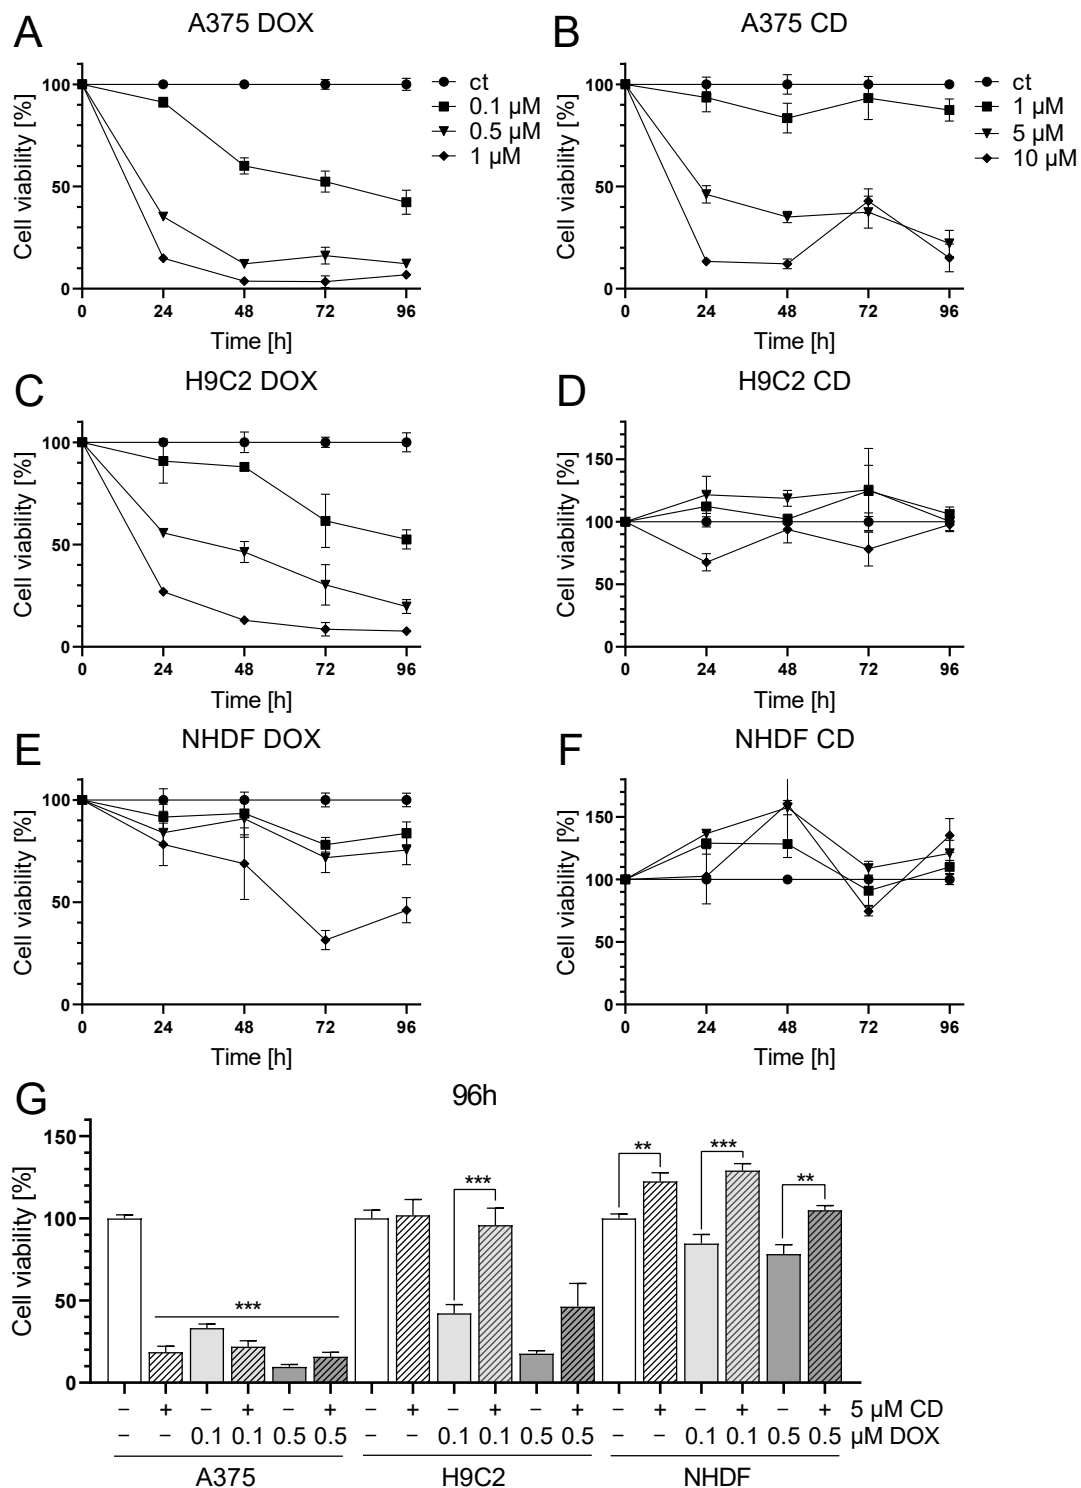 A
A375 DOX
Cell viability [%]
100
50
0
0 24 48 72 96
Time [h]
ct
0.1 µM
0.5 µM
1 µM
B
A375 CD
Cell viability [%]
100
50
0
0 24 48 72 96
Time [h]
ct
1 µM
5 µM
10 µM
C
H9C2 DOX
Cell viability [%]
100
50
0
0 24 48 72 96
Time [h]
D
H9C2 CD
Cell viability [%]
150
100
50
0
0 24 48 72 96
Time [h]
E
NHDF DOX
Cell viability [%]
100
50
0
0 24 48 72 96
Time [h]
F
NHDF CD
Cell viability [%]
150
100
50
0
0 24 48 72 96
Time [h]
G
96h
Cell viability [%]
150
100
50
0
*** *** ** *** **
− + − + − + − + − + − + − + − + − + 5 µM CD
− − 0.1 0.1 0.5 0.5 − − 0.1 0.1 0.5 0.5 − − 0.1 0.1 0.5 0.5 µM DOX
A375 H9C2 NHDF